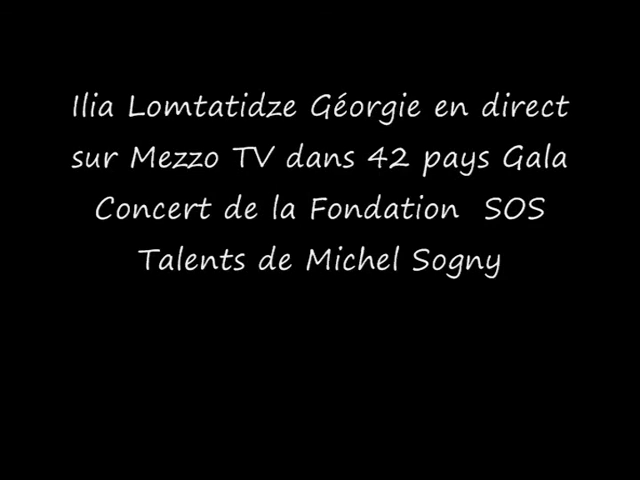 Ilia Lomtatidze Géorgie en direct
sur Mezzo TV dans 42 pays Gala
Concert de la Fondation  SOS
Talents de Michel Sogny